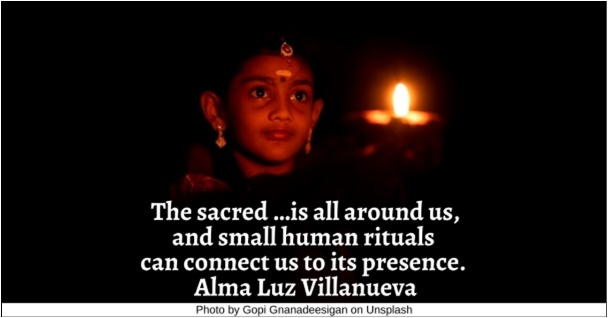 The sacred ...is all around us,
and small human rituals
can connect us to its presence.
Alma Luz Villanueva
Photo by Gopi Gnanadeesigan on Unsplash